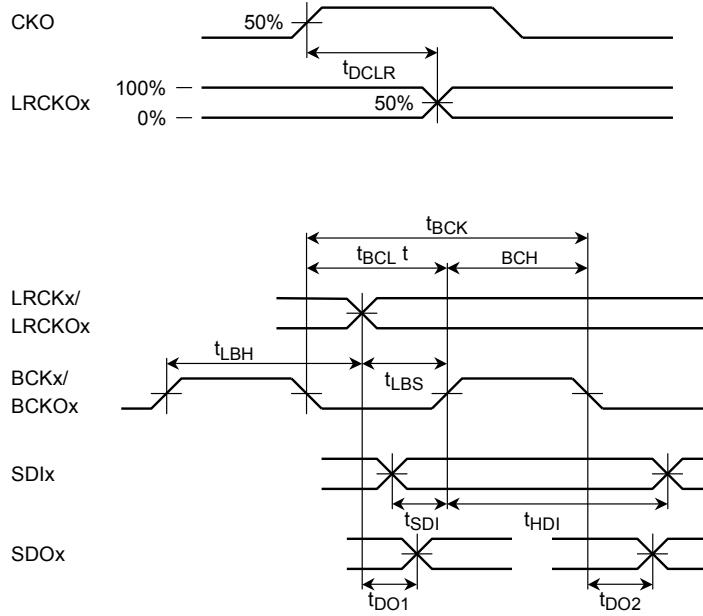 CKO
50%
tDCLR
100%
LRCKOx
50%
0%
tBCK
tBCL t
BCH
LRCKx/
LRCKOx
tLBH
tLBS
BCKx/
BCKOx
SDIx
tSDI
tHDI
SDOx
tDO1
tDO2